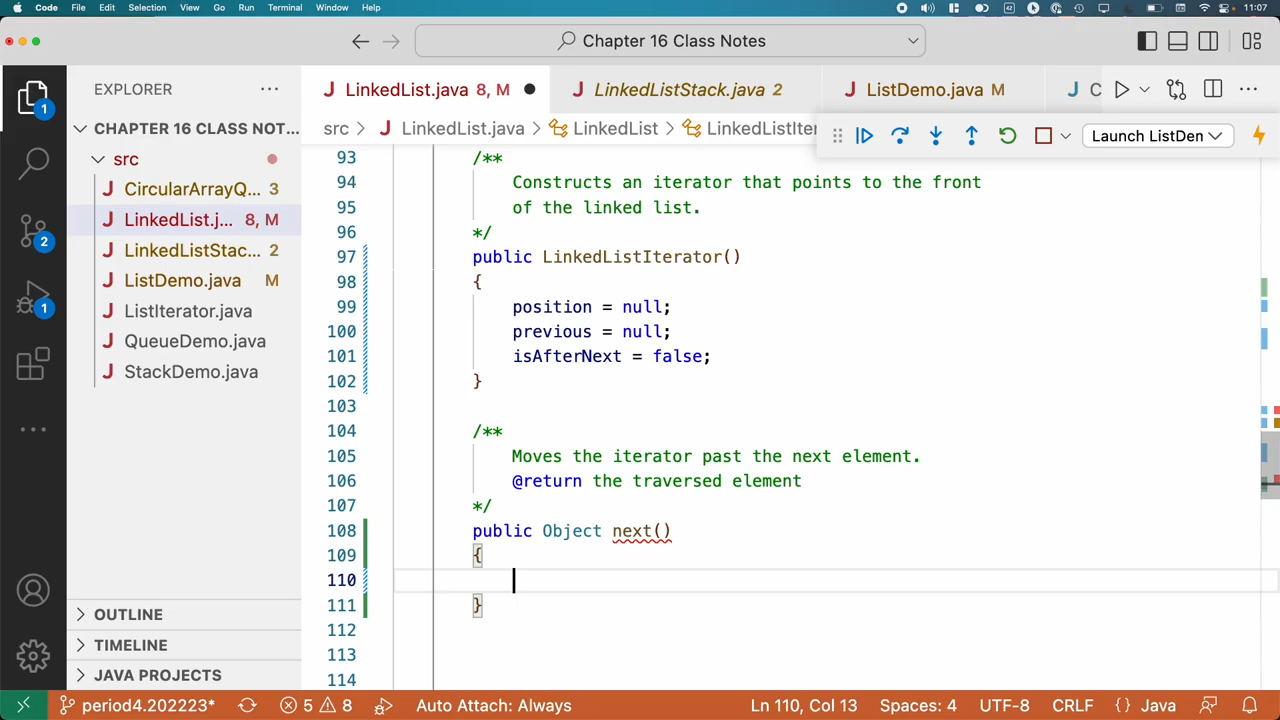 Code File Edit Selection View Go Run Terminal Window Help 11:07
Chapter 16 Class Notes
EXPLORER
LinkedList.java 8, M
LinkedListStack.java 2
ListDemo.java M
C
CHAPTER 16 CLASS NOT...
src > LinkedList.java > LinkedList > LinkedListIter
Launch ListDen
src
CircularArrayQ... 3
LinkedList.j... 8, M
LinkedListStac... 2
ListDemo.java M
ListIterator.java
QueueDemo.java
StackDemo.java
1
2
1
OUTLINE
TIMELINE
JAVA PROJECTS
93 /**
94 Constructs an iterator that points to the front
95 of the linked list.
96 */
97 public LinkedListIterator()
98 {
99 position = null;
100 previous = null;
101 isAfterNext = false;
102 }
103
104 /**
105 Moves the iterator past the next element.
106 @return the traversed element
107 */
108 public Object next()
109 {
110
111 }
112
113
114
period4.202223* 5 8 Auto Attach: Always Ln 110, Col 13 Spaces: 4 UTF-8 CRLF {} Java